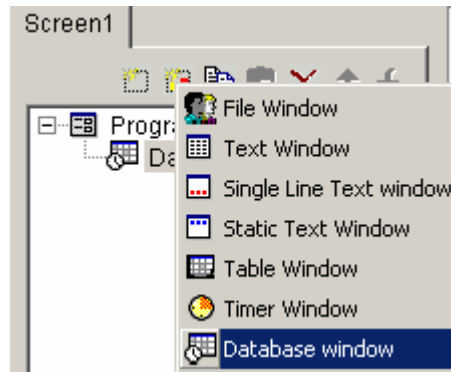 Screen1
File Window
Progr
Text Window
Da
Single Line Text window
Static Text Window
Table Window
Timer Window
Database window